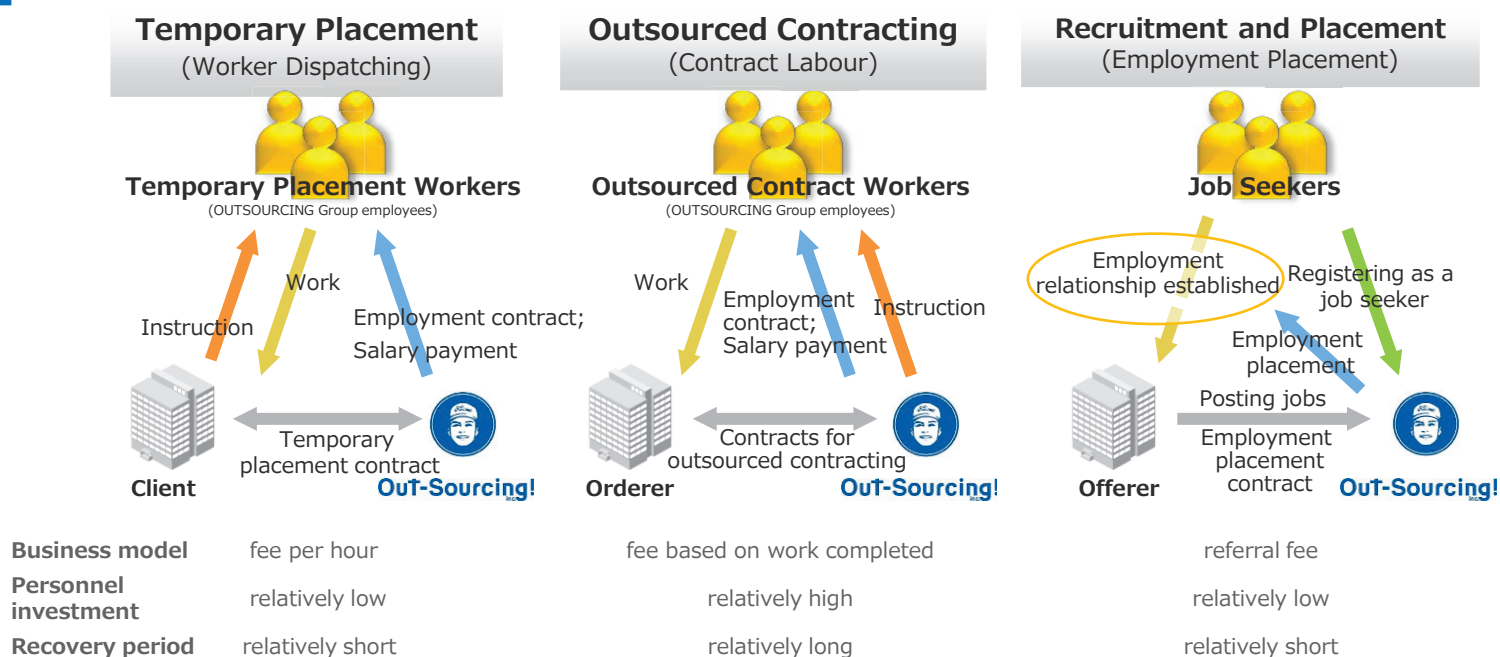 Temporary Placement
(Worker Dispatching)
Temporary Placement Workers
(OUTSOURCING Group employees)
Instruction
Work
Employment contract;
Salary payment
Temporary
placement contract
Client
OuT-Sourcing!
inc.
Outsourced Contracting
(Contract Labour)
Outsourced Contract Workers
(OUTSOURCING Group employees)
Work
Employment
contract;
Salary payment
Instruction
Contracts for
outsourced contracting
Orderer
OuT-Sourcing!
inc.
Recruitment and Placement
(Employment Placement)
Job Seekers
Employment
relationship established
Registering as a
job seeker
Employment
placement
Posting jobs
Employment
placement
contract
Offerer
OuT-Sourcing!
inc.
Business model fee per hour fee based on work completed referral fee
Personnel
investment relatively low relatively high relatively low
Recovery period relatively short relatively long relatively short